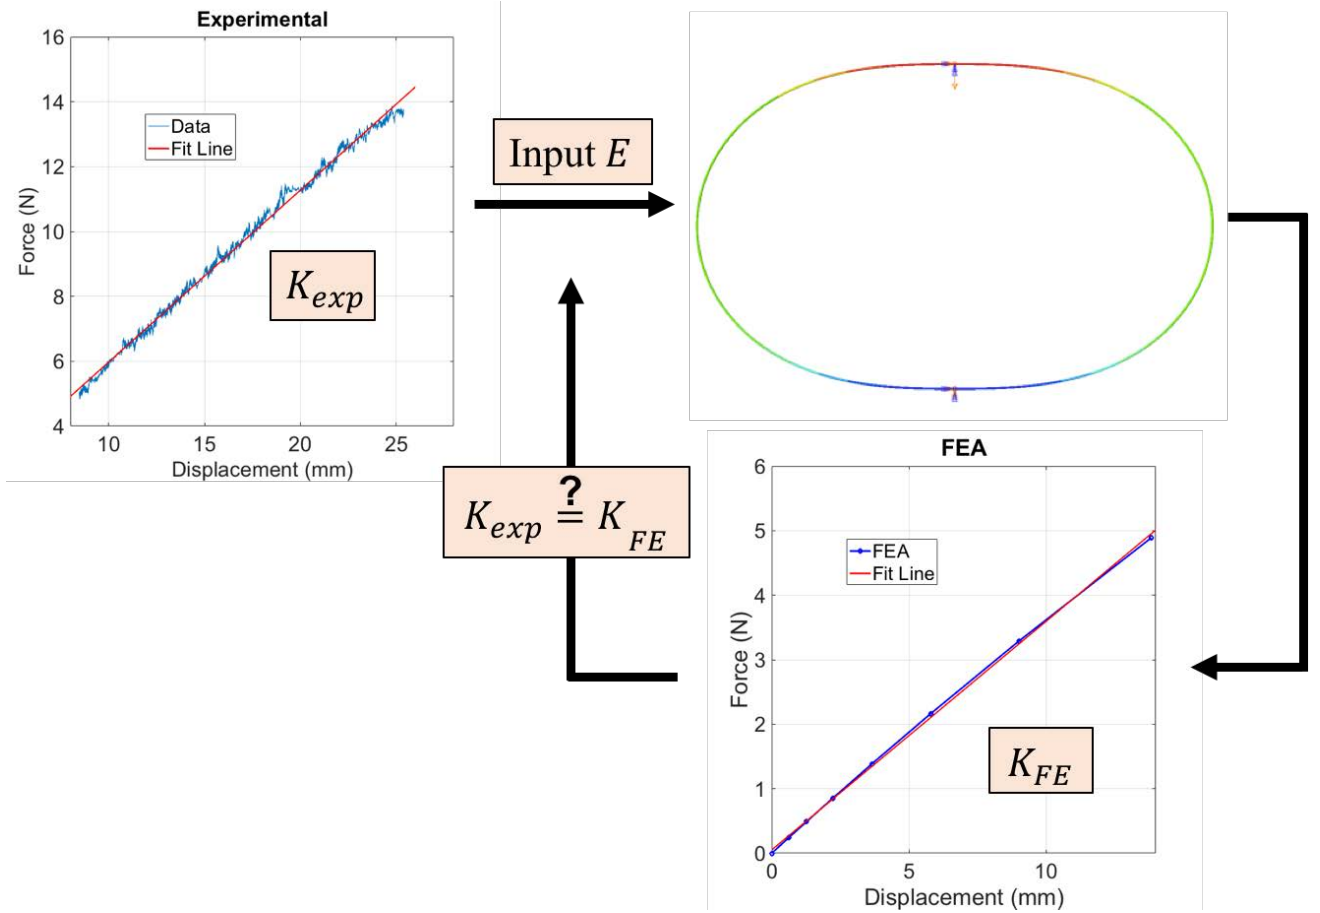 Experimental
16
14
12
10
8
6
4
Force (N)
Data
Fit Line
K_exp
10 15 20 25
Displacement (mm)
Input E
K_exp =? K_FE
FEA
6
5
4
3
2
1
0
Force (N)
FEA
Fit Line
K_FE
0 5 10
Displacement (mm)